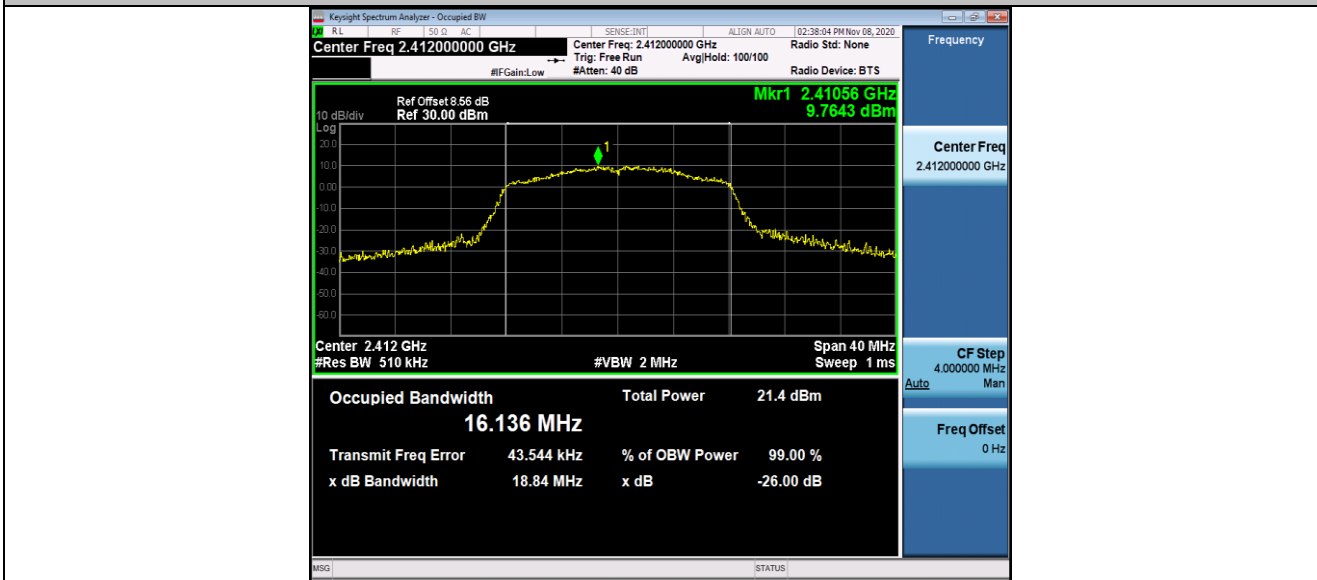 Keysight Spectrum Analyzer - Occupied BW
RL RF 50 Ω AC SENSE:INT ALIGN AUTO 02:38:04 PM Nov 08, 2020
Center Freq 2.412000000 GHz
Center Freq: 2.412000000 GHz Radio Std: None
Trig: Free Run Avg|Hold: 100/100
#IFGain:Low #Atten: 40 dB Radio Device: BTS
Frequency
Mkr1 2.41056 GHz
9.7643 dBm
Ref Offset 8.56 dB
10 dB/div Ref 30.00 dBm
Log
20.0
10.0
0.00
-10.0
-20.0
-30.0
-40.0
-50.0
-60.0
1
Center 2.412 GHz Span 40 MHz
#Res BW 510 kHz #VBW 2 MHz Sweep 1 ms
Center Freq
2.412000000 GHz
CF Step
4.000000 MHz
Auto Man
Freq Offset
0 Hz
Occupied Bandwidth Total Power 21.4 dBm
16.136 MHz
Transmit Freq Error 43.544 kHz % of OBW Power 99.00 %
x dB Bandwidth 18.84 MHz x dB -26.00 dB
MSG STATUS